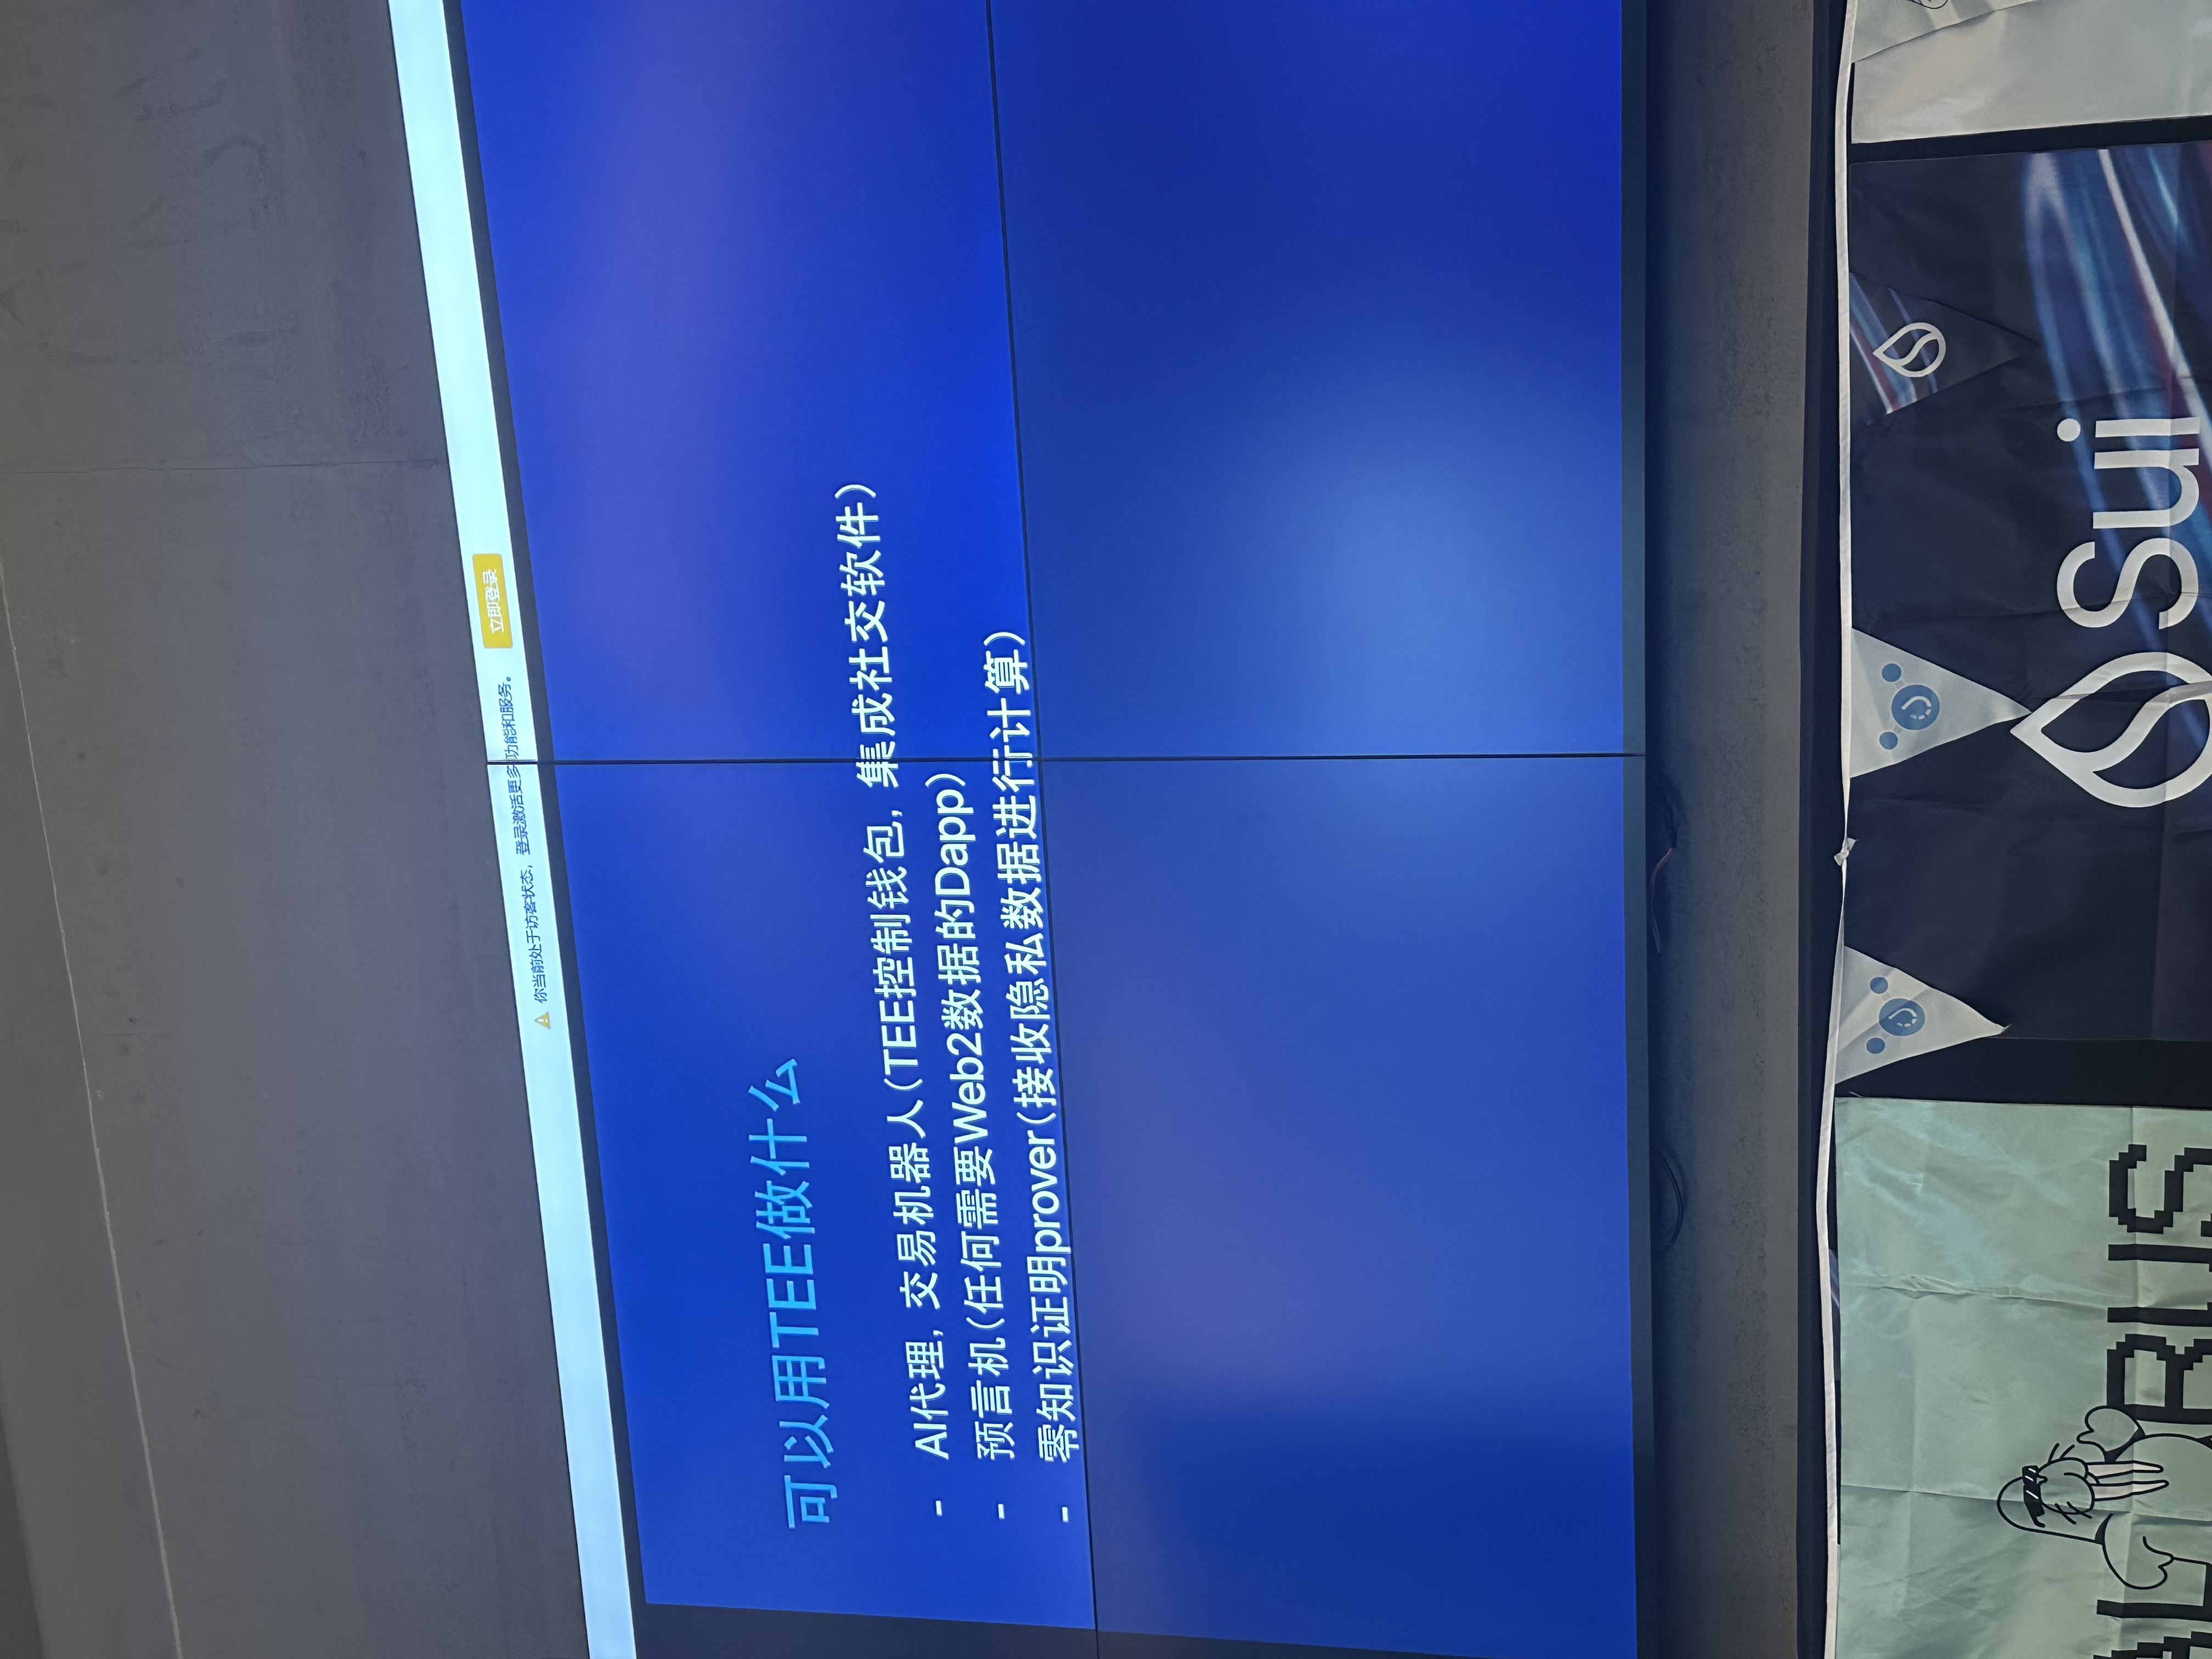 你当前处于访客状态，登录激活更多功能和服务。 立即登录
可以用TEE做什么
- AI代理, 交易机器人(TEE控制钱包, 集成社交软件)
- 预言机(任何需要Web2数据的Dapp)
- 零知识证明prover(接收隐私数据进行计算)
AL RUS
Sui